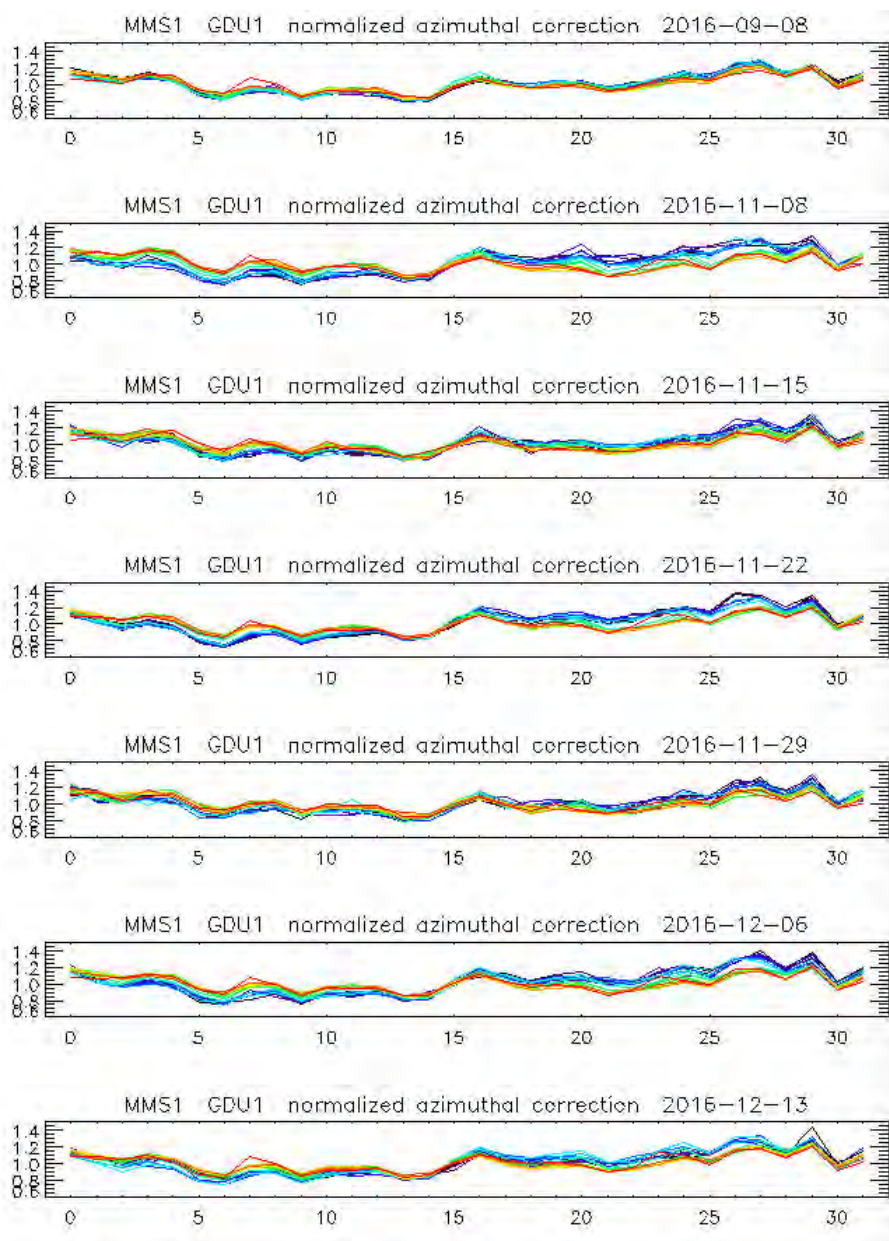 MMS1 GDU1 normalized azimuthal correction 2016-09-08
1.4
1.2
1.0
0.8
0.6
0 5 10 15 20 25 30
MMS1 GDU1 normalized azimuthal correction 2016-11-08
1.4
1.2
1.0
0.8
0.6
0 5 10 15 20 25 30
MMS1 GDU1 normalized azimuthal correction 2016-11-15
1.4
1.2
1.0
0.8
0.6
0 5 10 15 20 25 30
MMS1 GDU1 normalized azimuthal correction 2016-11-22
1.4
1.2
1.0
0.8
0.6
0 5 10 15 20 25 30
MMS1 GDU1 normalized azimuthal correction 2016-11-29
1.4
1.2
1.0
0.8
0.6
0 5 10 15 20 25 30
MMS1 GDU1 normalized azimuthal correction 2016-12-06
1.4
1.2
1.0
0.8
0.6
0 5 10 15 20 25 30
MMS1 GDU1 normalized azimuthal correction 2016-12-13
1.4
1.2
1.0
0.8
0.6
0 5 10 15 20 25 30